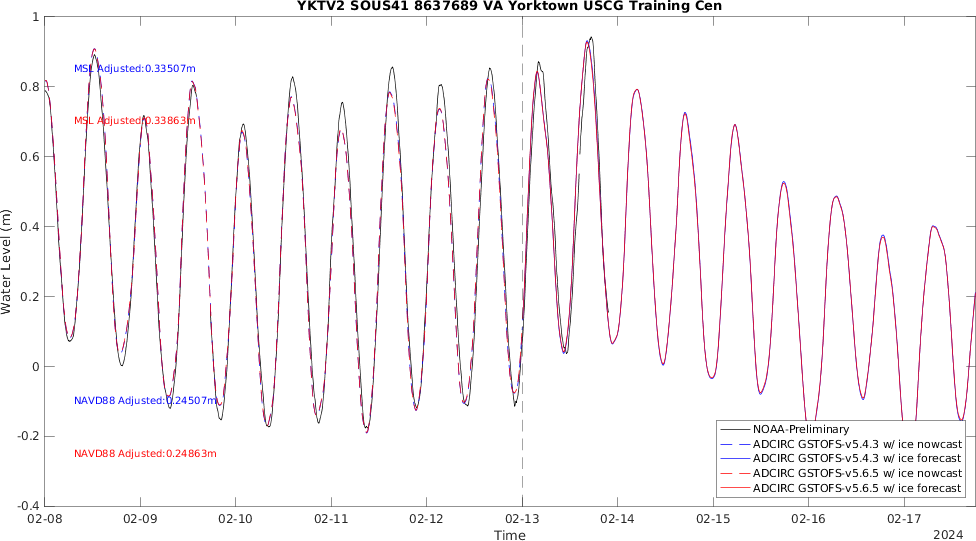 YKTV2 SOUS41 8637689 VA Yorktown USCG Training Cen
1
0.8
0.6
0.4
0.2
0
-0.2
-0.4
Water Level (m)
MSL Adjusted:0.33507m
MSL Adjusted:0.33863m
NAVD88 Adjusted:0.24507m
NAVD88 Adjusted:0.24863m
NOAA-Preliminary
ADCIRC GSTOFS-v5.4.3 w/ ice nowcast
ADCIRC GSTOFS-v5.4.3 w/ ice forecast
ADCIRC GSTOFS-v5.6.5 w/ ice nowcast
ADCIRC GSTOFS-v5.6.5 w/ ice forecast
02-08 02-09 02-10 02-11 02-12 02-13 02-14 02-15 02-16 02-17
Time
2024